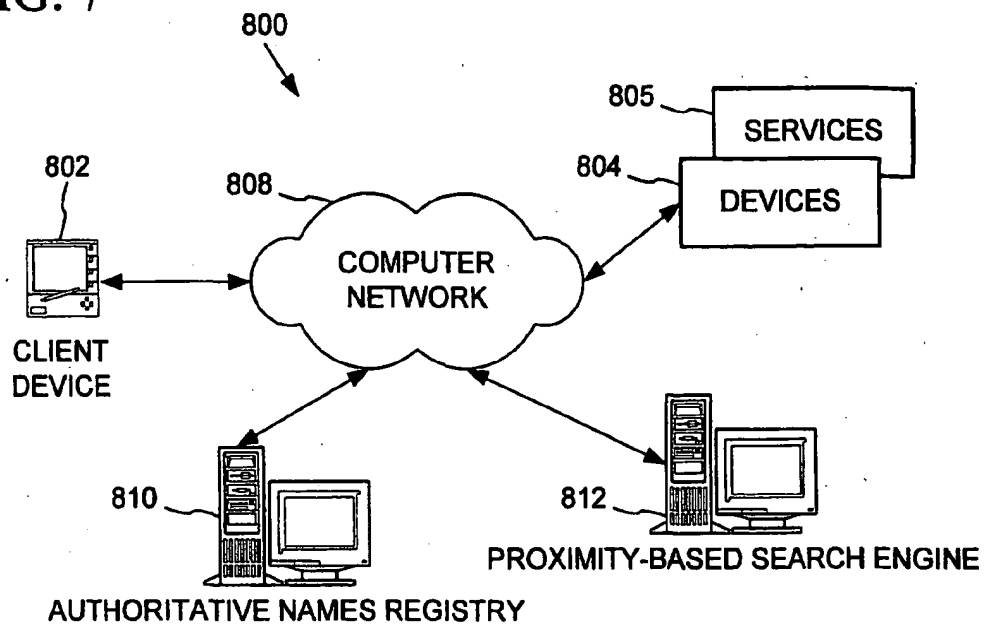 800
805
SERVICES
802
804
DEVICES
808
COMPUTER
NETWORK
CLIENT
DEVICE
810
812
PROXIMITY-BASED SEARCH ENGINE
AUTHORITATIVE NAMES REGISTRY